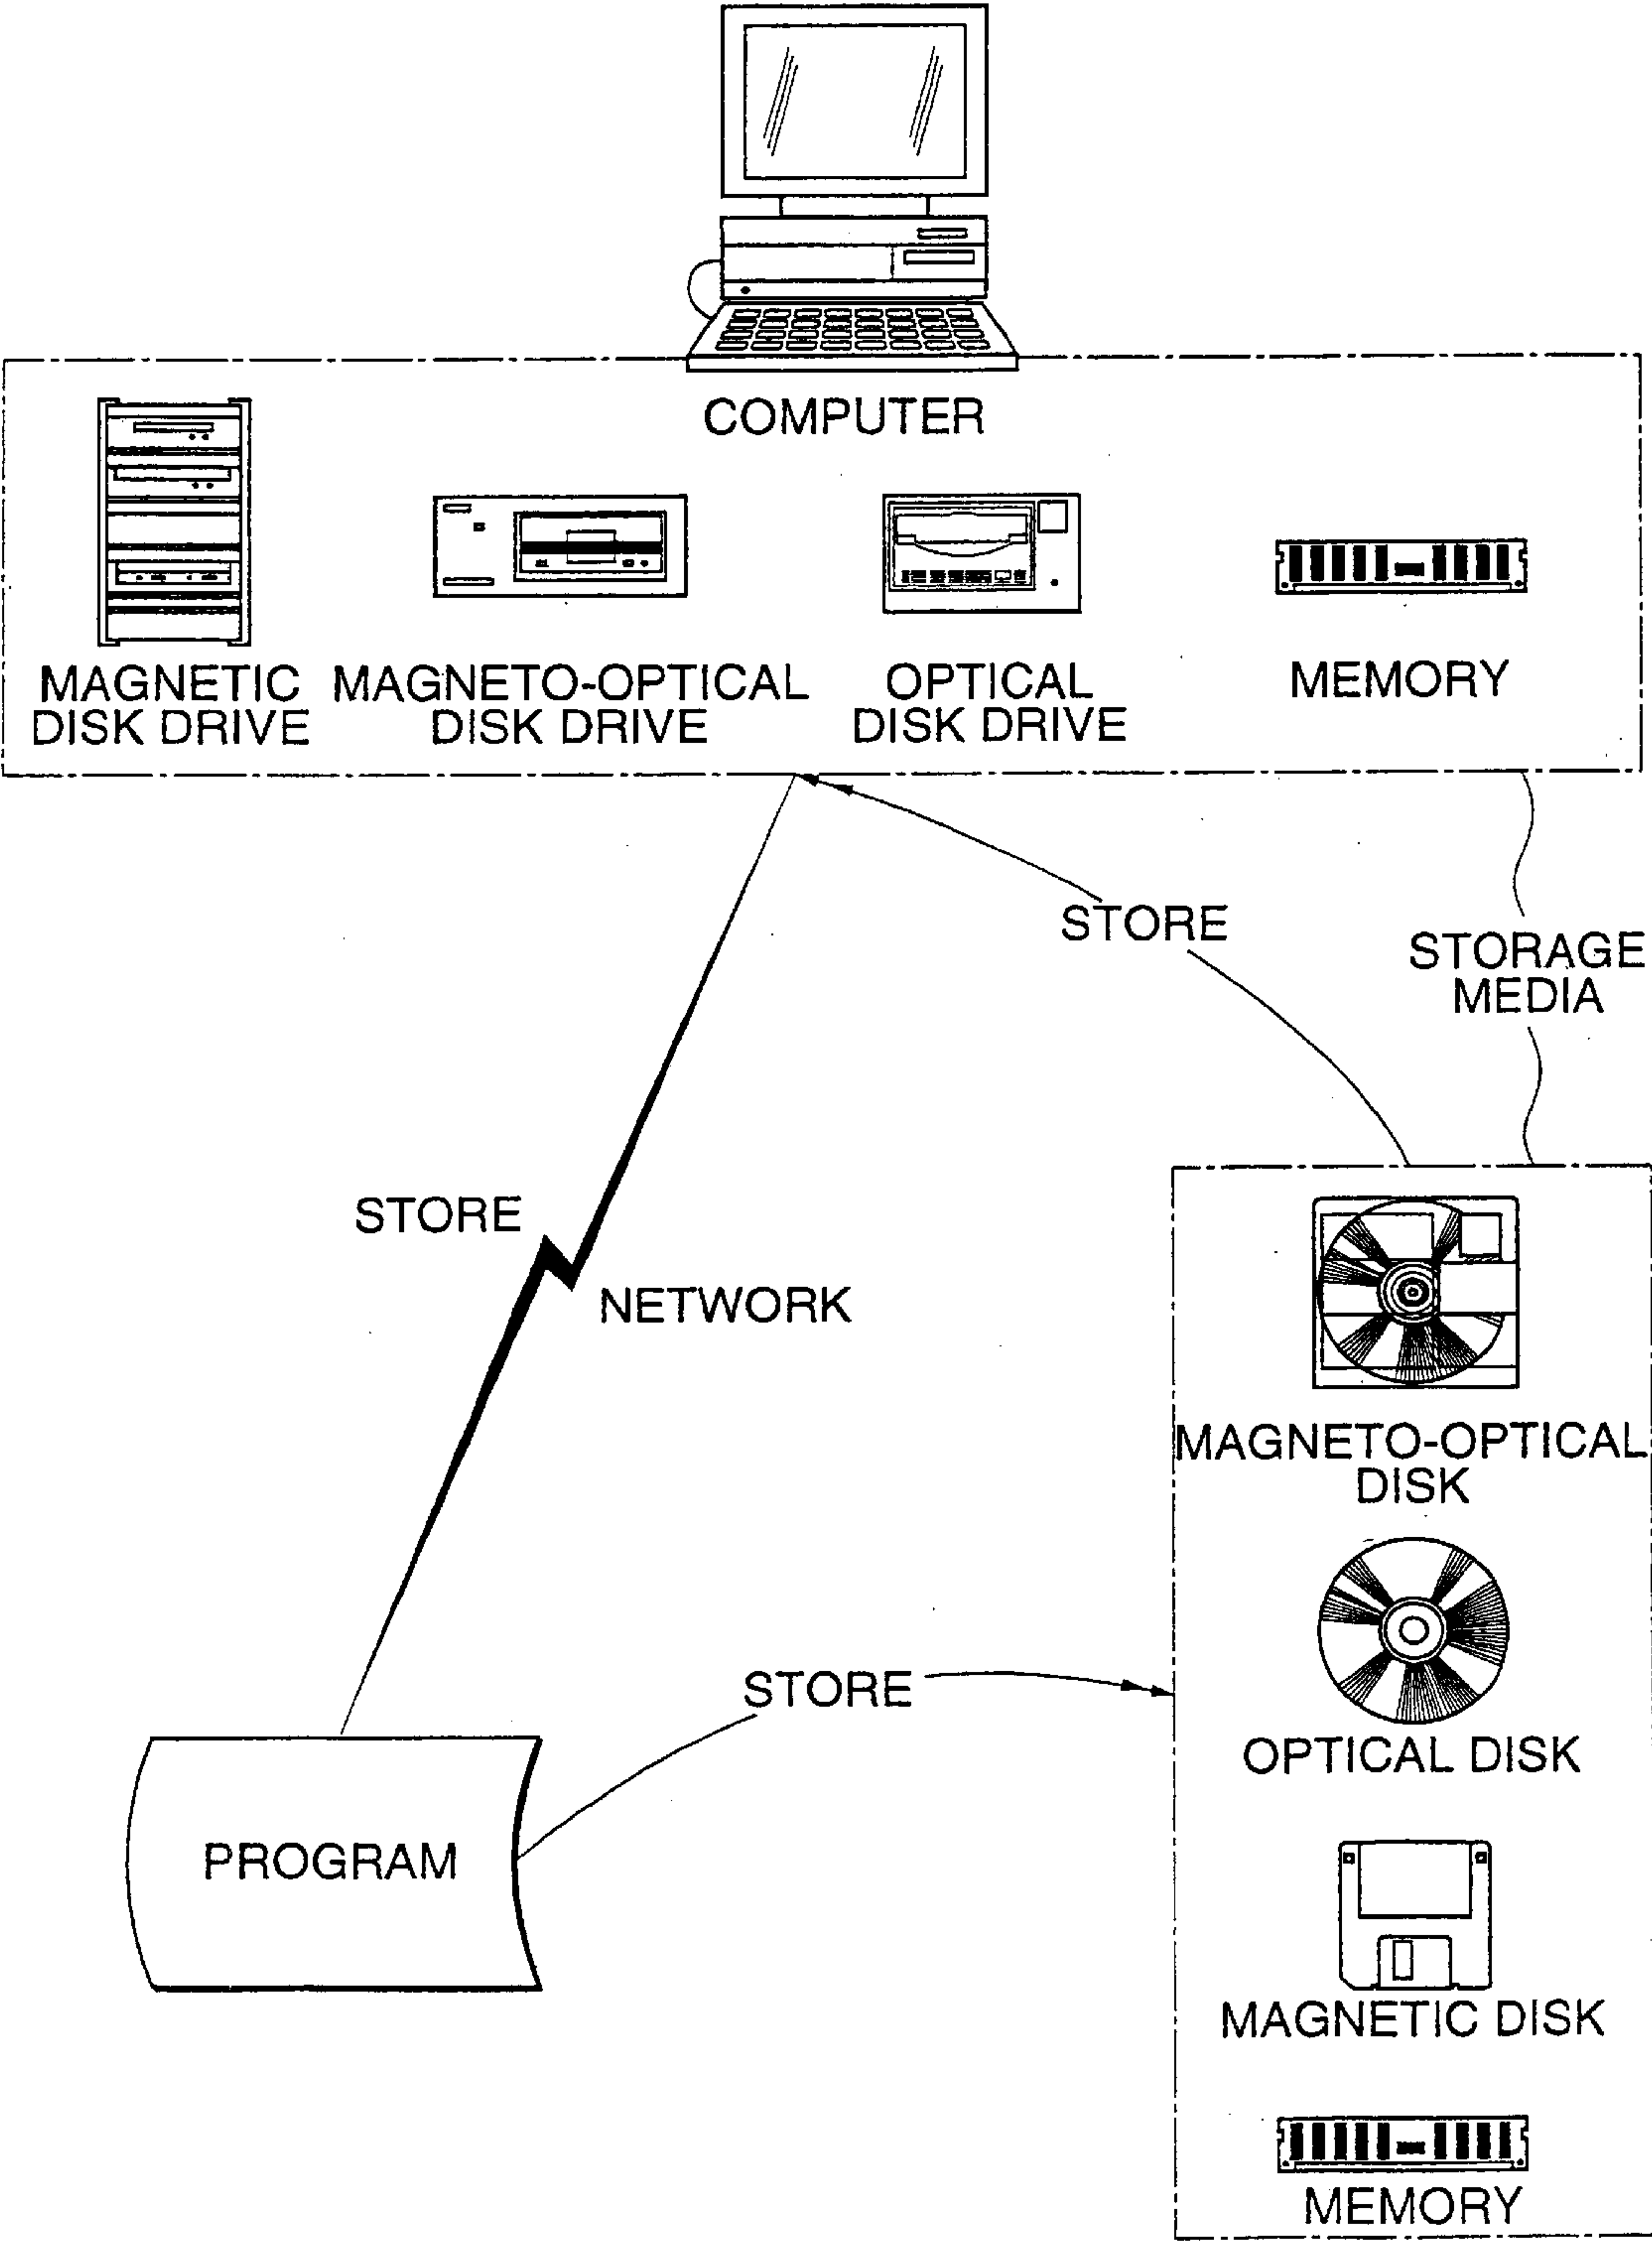 COMPUTER
MAGNETIC
DISK DRIVE
MAGNETO-OPTICAL
DISK DRIVE
OPTICAL
DISK DRIVE
MEMORY
STORE
STORAGE
MEDIA
STORE
NETWORK
MAGNETO-OPTICAL
DISK
STORE
OPTICAL DISK
PROGRAM
MAGNETIC DISK
MEMORY